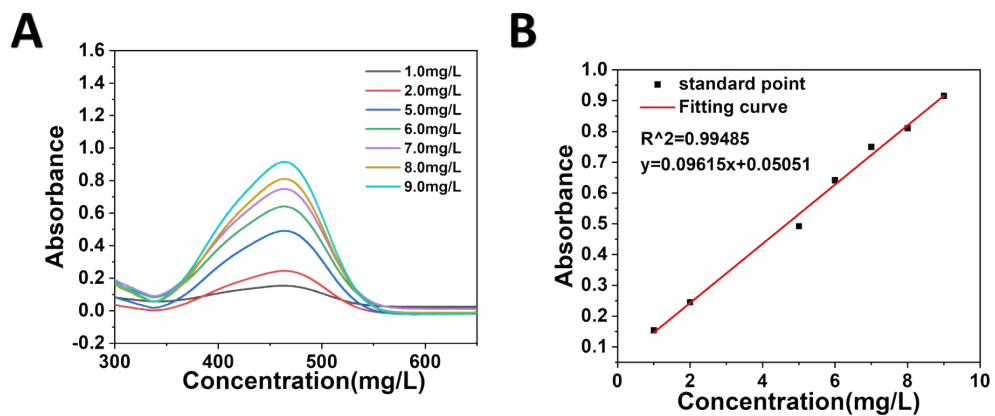 A
Absorbance
1.6
1.4
1.2
1.0
0.8
0.6
0.4
0.2
0.0
-0.2
300
400
500
600
Concentration(mg/L)
1.0mg/L
2.0mg/L
5.0mg/L
6.0mg/L
7.0mg/L
8.0mg/L
9.0mg/L
B
Absorbance
1.0
0.9
0.8
0.7
0.6
0.5
0.4
0.3
0.2
0.1
0
2
4
6
8
10
Concentration(mg/L)
standard point
Fitting curve
R^2=0.99485
y=0.09615x+0.05051